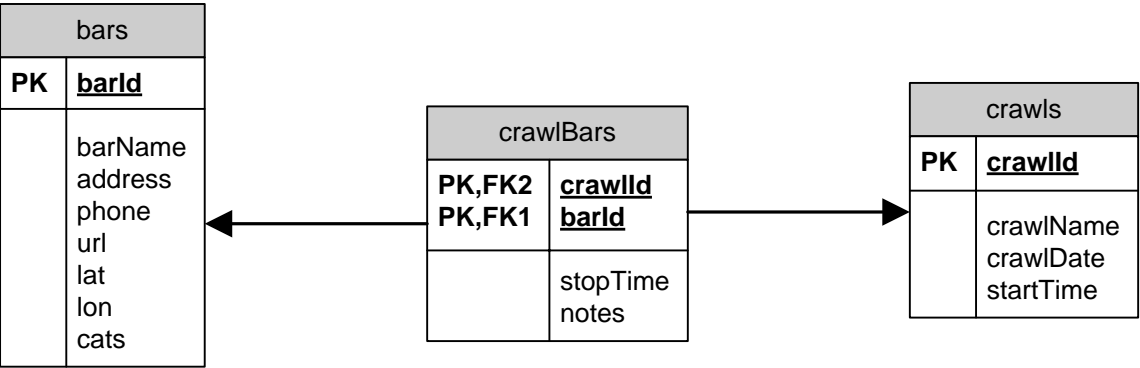 bars
PK barId
barName
address
phone
url
lat
lon
cats
crawlBars
PK,FK2 crawlId
PK,FK1 barId
stopTime
notes
crawls
PK crawlId
crawlName
crawlDate
startTime